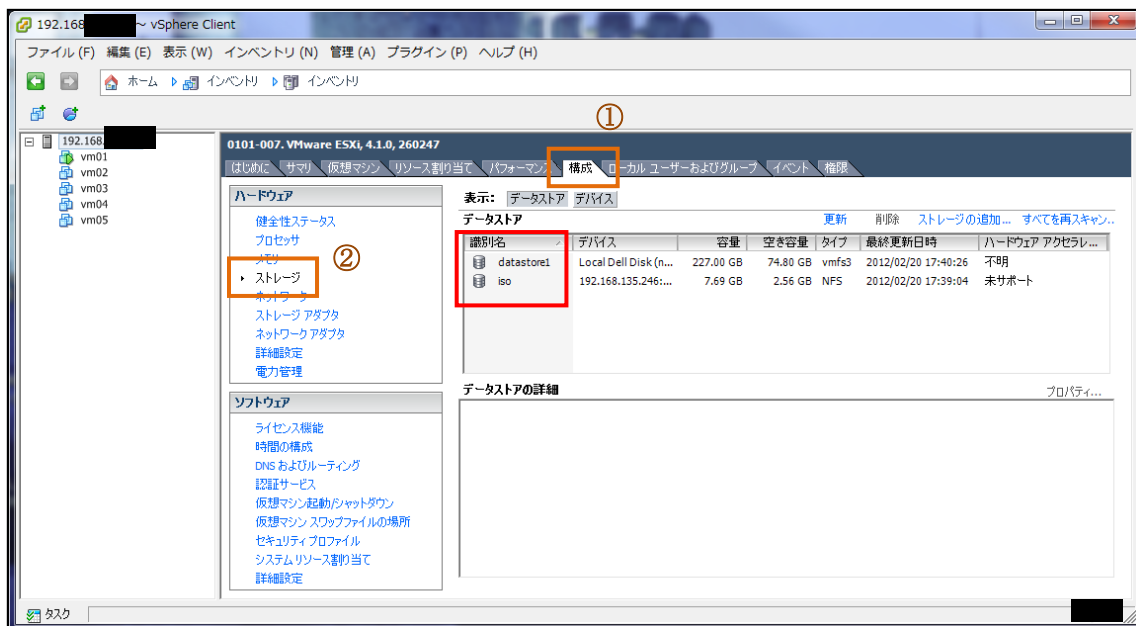 192.168 ～ vSphere Client
ファイル (F) 編集 (E) 表示 (W) インベントリ (N) 管理 (A) プラグイン (P) ヘルプ (H)
ホーム インベントリ インベントリ
①
192.168.
vm01
vm02
vm03
vm04
vm05
0101-007. VMware ESXi, 4.1.0, 260247
はじめに サマリ 仮想マシン リソース割り当て パフォーマンス 構成 ローカル ユーザーおよびグループ イベント 権限
ハードウェア
健全性ステータス
プロセッサ
メモリ
②
ストレージ
ネットワーク
ストレージ アダプタ
ネットワーク アダプタ
詳細設定
電力管理
ソフトウェア
ライセンス機能
時間の構成
DNS およびルーティング
認証サービス
仮想マシン起動/シャットダウン
仮想マシン スワップファイルの場所
セキュリティ プロファイル
システム リソース割り当て
詳細設定
表示: データストア デバイス
データストア 更新 削除 ストレージの追加... すべてを再スキャン..
識別名 デバイス 容量 空き容量 タイプ 最終更新日時 ハードウェア アクセラレ...
datastore1 Local Dell Disk (n... 227.00 GB 74.80 GB vmfs3 2012/02/20 17:40:26 不明
iso 192.168.135.246:... 7.69 GB 2.56 GB NFS 2012/02/20 17:39:04 未サポート
データストアの詳細 プロパティ...
タスク